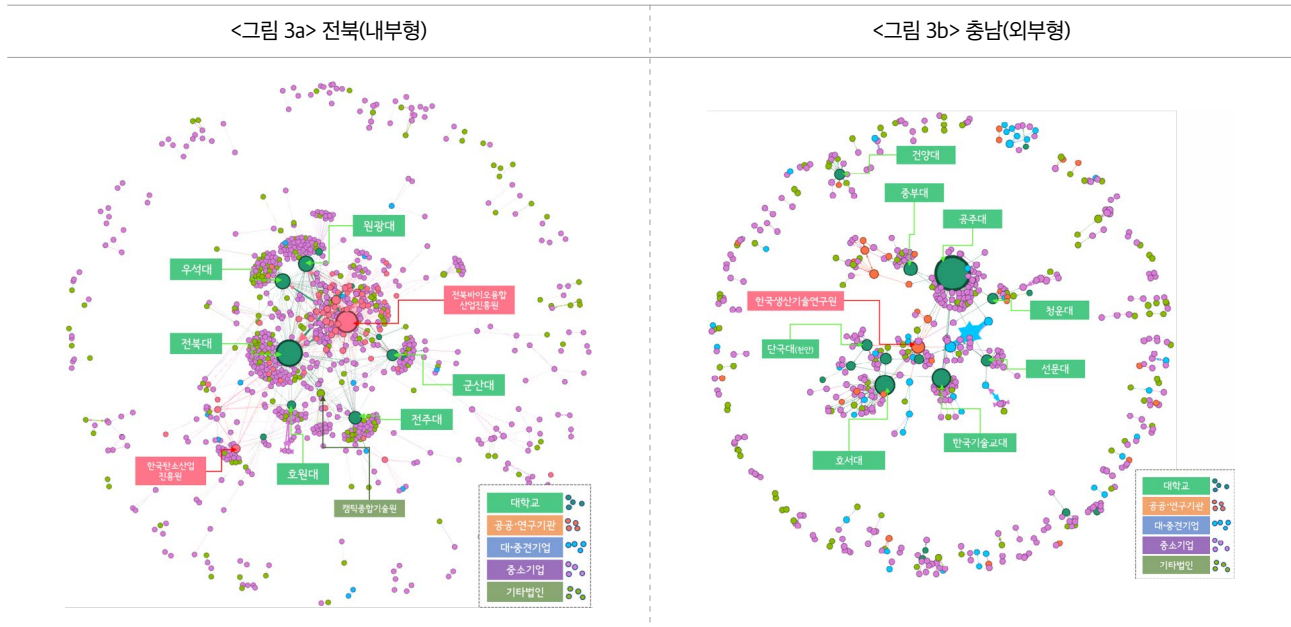 <그림 3a> 전북(내부형)
원광대
우석대
전북바이오융합
산업진흥원
전북대
군산대
전주대
한국탄소산업
진흥원
호원대
캠틱종합기술원
대학교
공공·연구기관
대·중견기업
중소기업
기타법인
<그림 3b> 충남(외부형)
건양대
중부대
공주대
한국생산기술연구원
청운대
단국대(천안)
선문대
한국기술교대
호서대
대학교
공공·연구기관
대·중견기업
중소기업
기타법인